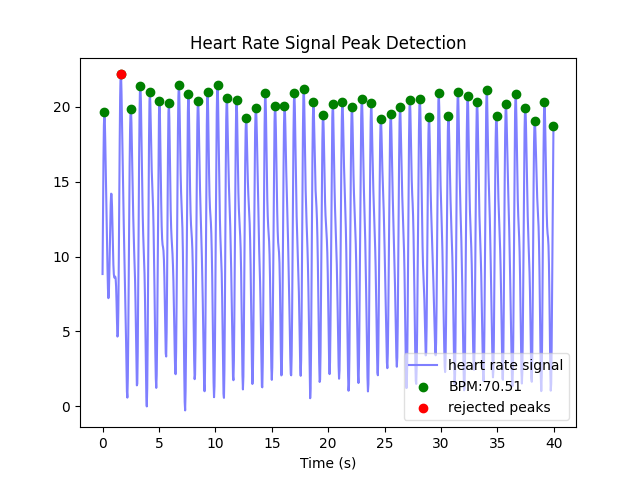 Heart Rate Signal Peak Detection
20
15
10
5
0
heart rate signal
BPM:70.51
rejected peaks
0 5 10 15 20 25 30 35 40
Time (s)